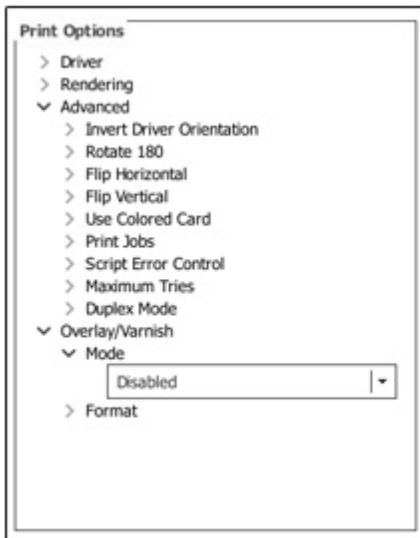 Print Options
Driver
Rendering
Advanced
Invert Driver Orientation
Rotate 180
Flip Horizontal
Flip Vertical
Use Colored Card
Print Jobs
Script Error Control
Maximum Tries
Duplex Mode
Overlay/Varnish
Mode
Disabled
Format